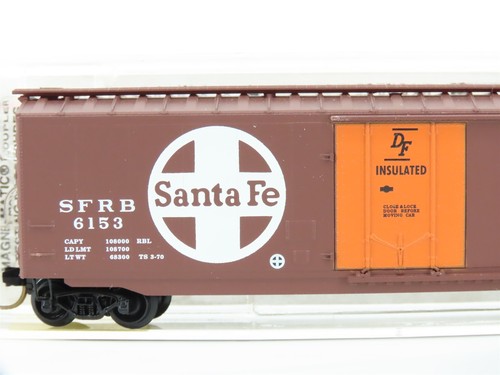 Santa Fe
SFRB
6153
CAPY 108000 RBL
LD LMT 108700
LT WT 68300 TS 3-70
DF
INSULATED
CLOSE & LOCK
DOOR BEFORE
MOVING CAR